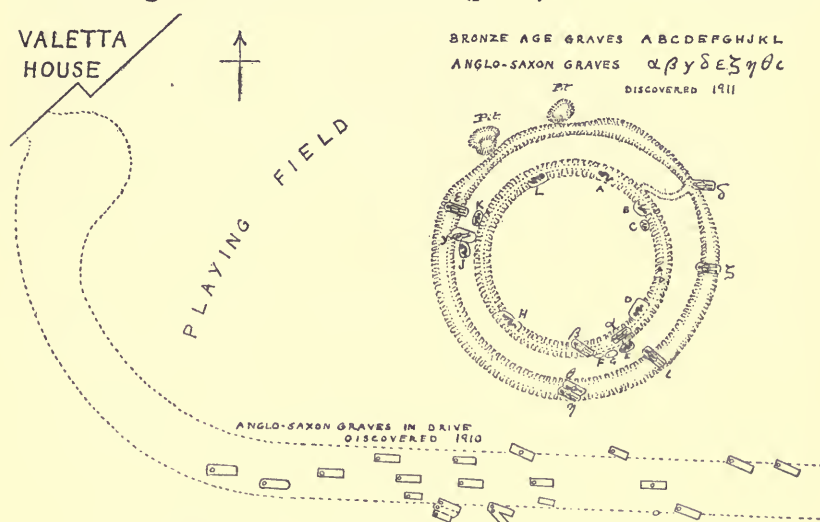 VALETTA
HOUSE
BRONZE AGE GRAVES ABCDEFGHJKL
ANGLO-SAXON GRAVES αβγδεζηθι
DISCOVERED 1911
Pit
Pit
PLAYING FIELD
L
A
δ
ε
K
B
C
γ
J
ζ
D
H
α
β
F
G
E
ι
θ
η
ANGLO-SAXON GRAVES IN DRIVE
DISCOVERED 1910